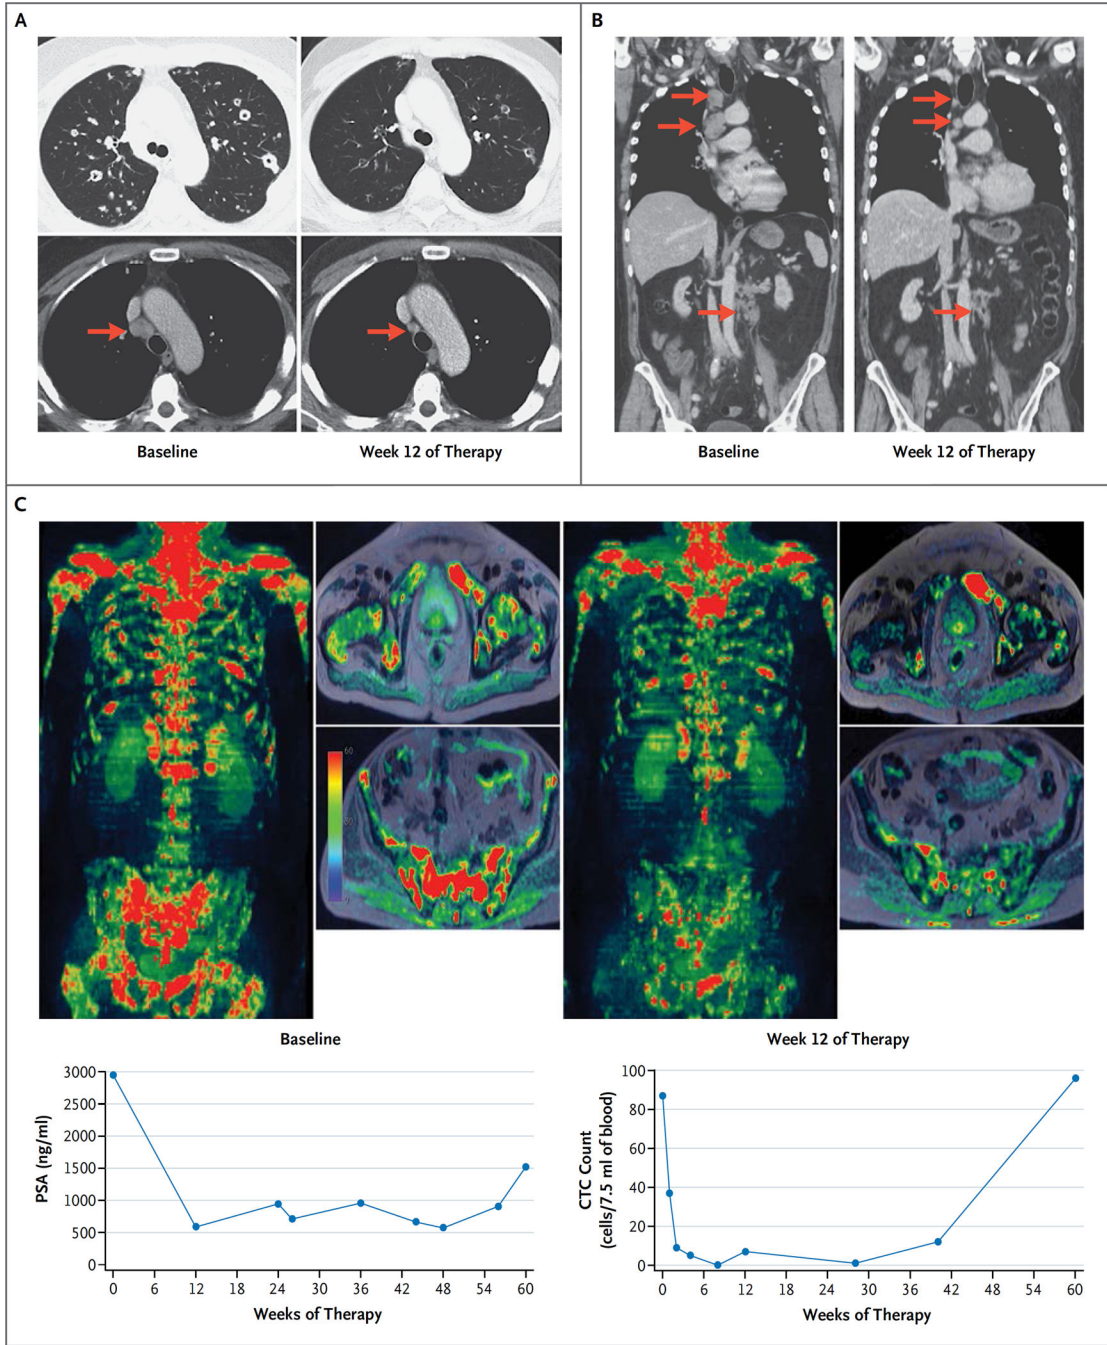 A
B
Baseline
Week 12 of Therapy
Baseline
Week 12 of Therapy
C
60
30
Baseline
Week 12 of Therapy
3000
2500
2000
1500
1000
500
0
PSA (ng/ml)
0 6 12 18 24 30 36 42 48 54 60
Weeks of Therapy
100
80
60
40
20
0
CTC Count
(cells/7.5 ml of blood)
0 6 12 18 24 30 36 42 48 54 60
Weeks of Therapy